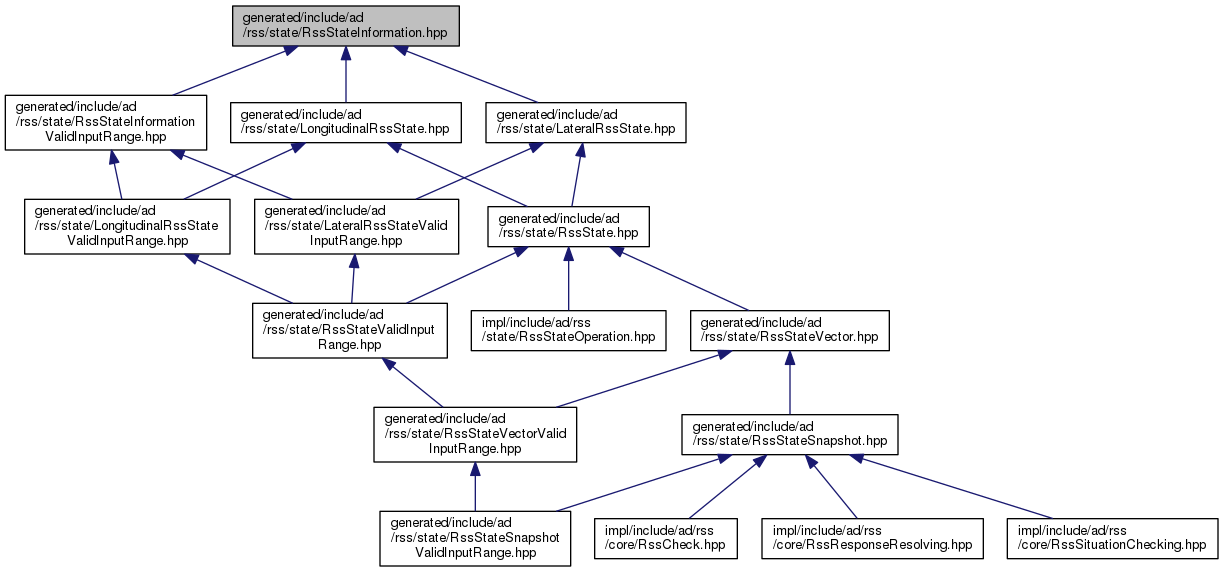 generated/include/ad
/rss/state/RssStateInformation.hpp
generated/include/ad
/rss/state/RssStateInformation
ValidInputRange.hpp
generated/include/ad
/rss/state/LongitudinalRssState.hpp
generated/include/ad
/rss/state/LateralRssState.hpp
generated/include/ad
/rss/state/LongitudinalRssState
ValidInputRange.hpp
generated/include/ad
/rss/state/LateralRssStateValid
InputRange.hpp
generated/include/ad
/rss/state/RssState.hpp
generated/include/ad
/rss/state/RssStateValidInput
Range.hpp
impl/include/ad/rss
/state/RssStateOperation.hpp
generated/include/ad
/rss/state/RssStateVector.hpp
generated/include/ad
/rss/state/RssStateVectorValid
InputRange.hpp
generated/include/ad
/rss/state/RssStateSnapshot.hpp
generated/include/ad
/rss/state/RssStateSnapshot
ValidInputRange.hpp
impl/include/ad/rss
/core/RssCheck.hpp
impl/include/ad/rss
/core/RssResponseResolving.hpp
impl/include/ad/rss
/core/RssSituationChecking.hpp